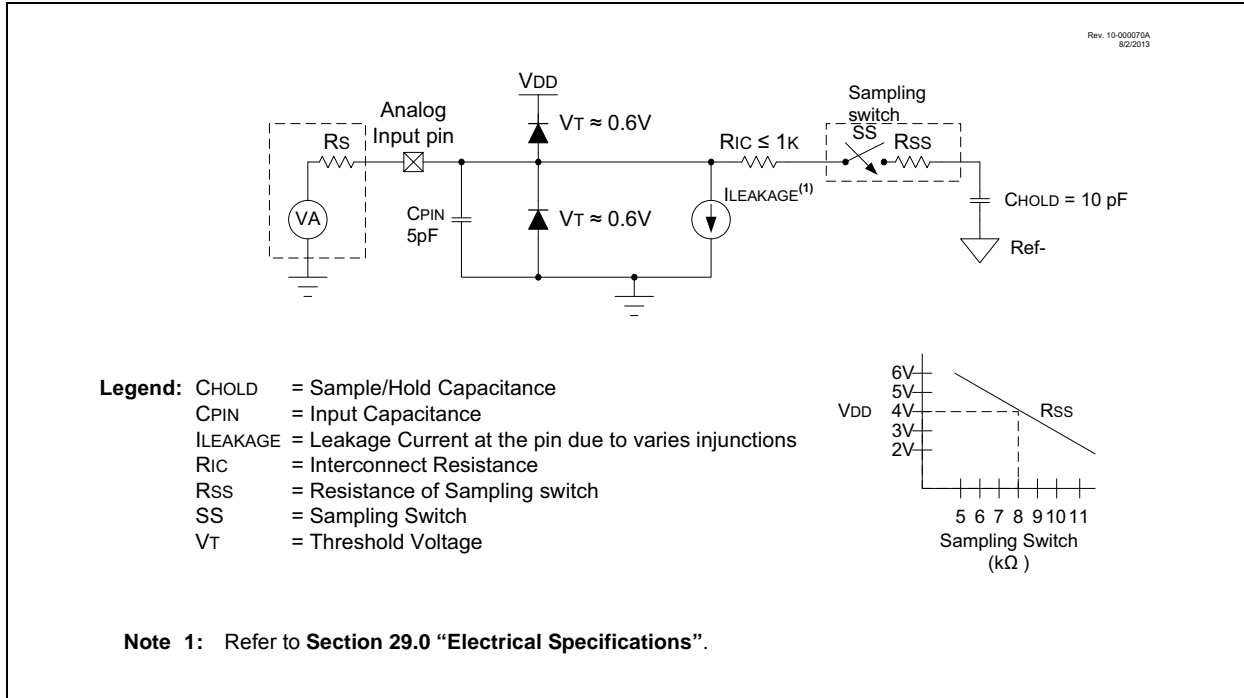 Rev. 10-000070A
8/2/2013
VDD
Analog
Input pin
VT ≈ 0.6V
Sampling
switch
SS
RS
RIC ≤ 1K
RSS
VA
CPIN
5pF
VT ≈ 0.6V
ILEAKAGE(1)
CHOLD = 10 pF
Ref-
Legend: CHOLD = Sample/Hold Capacitance
CPIN = Input Capacitance
ILEAKAGE = Leakage Current at the pin due to varies injunctions
RIC = Interconnect Resistance
RSS = Resistance of Sampling switch
SS = Sampling Switch
VT = Threshold Voltage
6V
5V
VDD 4V RSS
3V
2V
5 6 7 8 9 10 11
Sampling Switch
(kΩ )
Note 1: Refer to Section 29.0 “Electrical Specifications”.